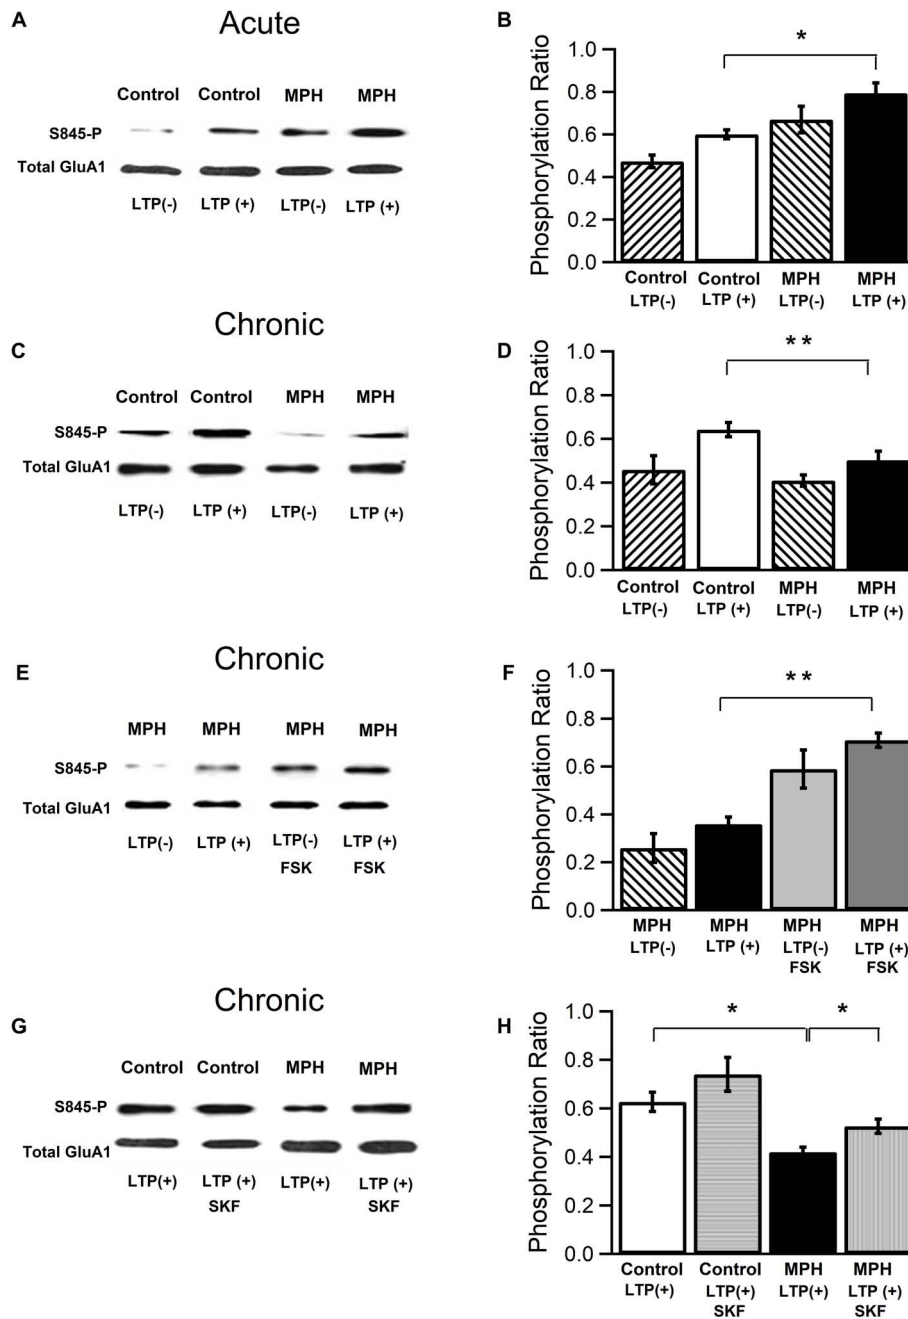 A
Acute
Control Control MPH MPH
S845-P
Total GluA1
LTP(-) LTP (+) LTP(-) LTP (+)
B
Phosphorylation Ratio
1.0
0.8
0.6
0.4
0.2
0.0
*
Control Control MPH MPH
LTP(-) LTP (+) LTP(-) LTP (+)
Chronic
C
Control Control MPH MPH
S845-P
Total GluA1
LTP(-) LTP (+) LTP(-) LTP (+)
D
Phosphorylation Ratio
1.0
0.8
0.6
0.4
0.2
0.0
* *
Control Control MPH MPH
LTP(-) LTP (+) LTP(-) LTP (+)
Chronic
E
MPH MPH MPH MPH
S845-P
Total GluA1
LTP(-) LTP (+) LTP(-) LTP (+)
FSK FSK
F
Phosphorylation Ratio
1.0
0.8
0.6
0.4
0.2
0.0
* *
MPH MPH MPH MPH
LTP(-) LTP (+) LTP(-) LTP (+)
FSK FSK
Chronic
G
Control Control MPH MPH
S845-P
Total GluA1
LTP(+) LTP (+) LTP(+) LTP (+)
SKF SKF
H
Phosphorylation Ratio
1.0
0.8
0.6
0.4
0.2
0.0
* *
Control Control MPH MPH
LTP(+) LTP(+) LTP(+) LTP (+)
SKF SKF